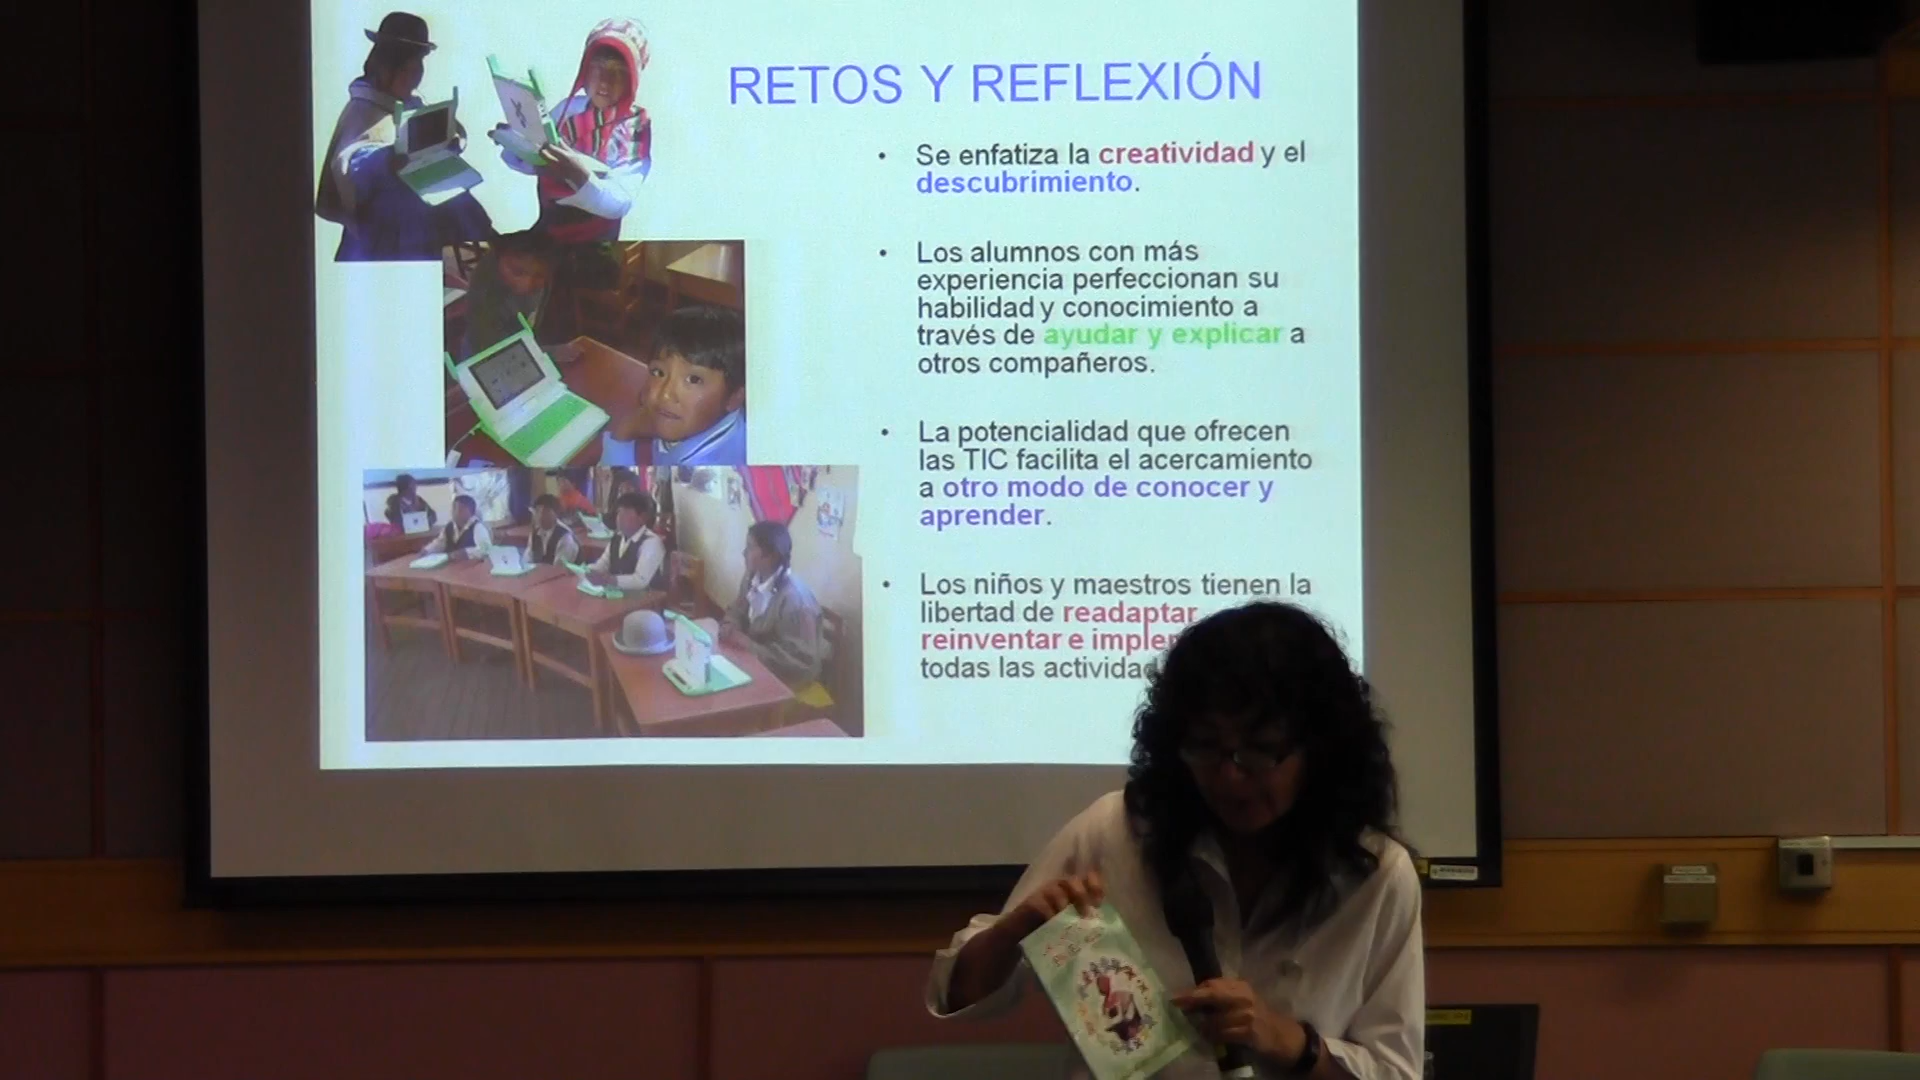 RETOS Y REFLEXIÓN
• Se enfatiza la creatividad y el
descubrimiento.
• Los alumnos con más
experiencia perfeccionan su
habilidad y conocimiento a
través de ayudar y explicar a
otros compañeros.
• La potencialidad que ofrecen
las TIC facilita el acercamiento
a otro modo de conocer y
aprender.
• Los niños y maestros tienen la
libertad de readaptar
reinventar e
todas las